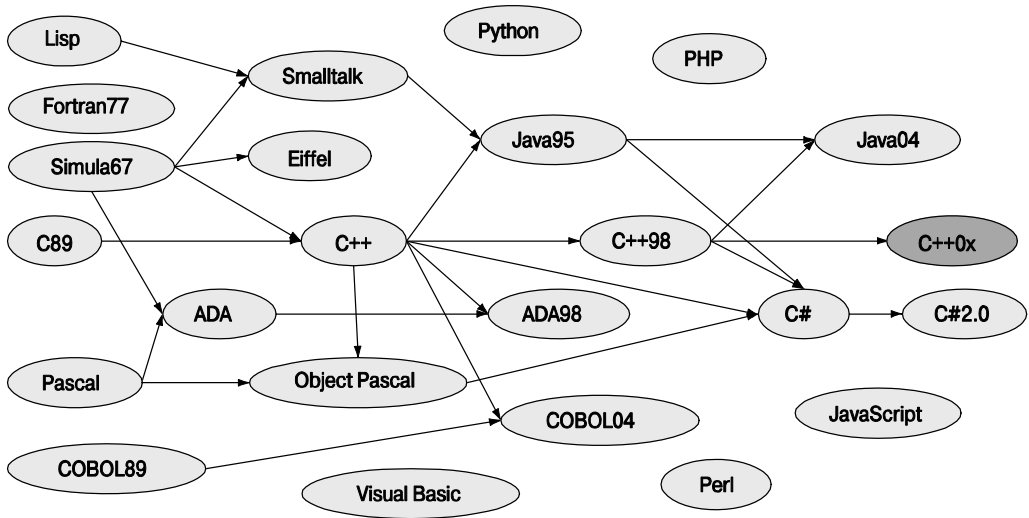 Lisp
Python
PHP
Smalltalk
Fortran77
Java95
Java04
Simula67
Eiffel
C89
C++
C++98
C++0x
ADA
ADA98
C#
C#2.0
Pascal
Object Pascal
COBOL04
JavaScript
COBOL89
Visual Basic
Perl